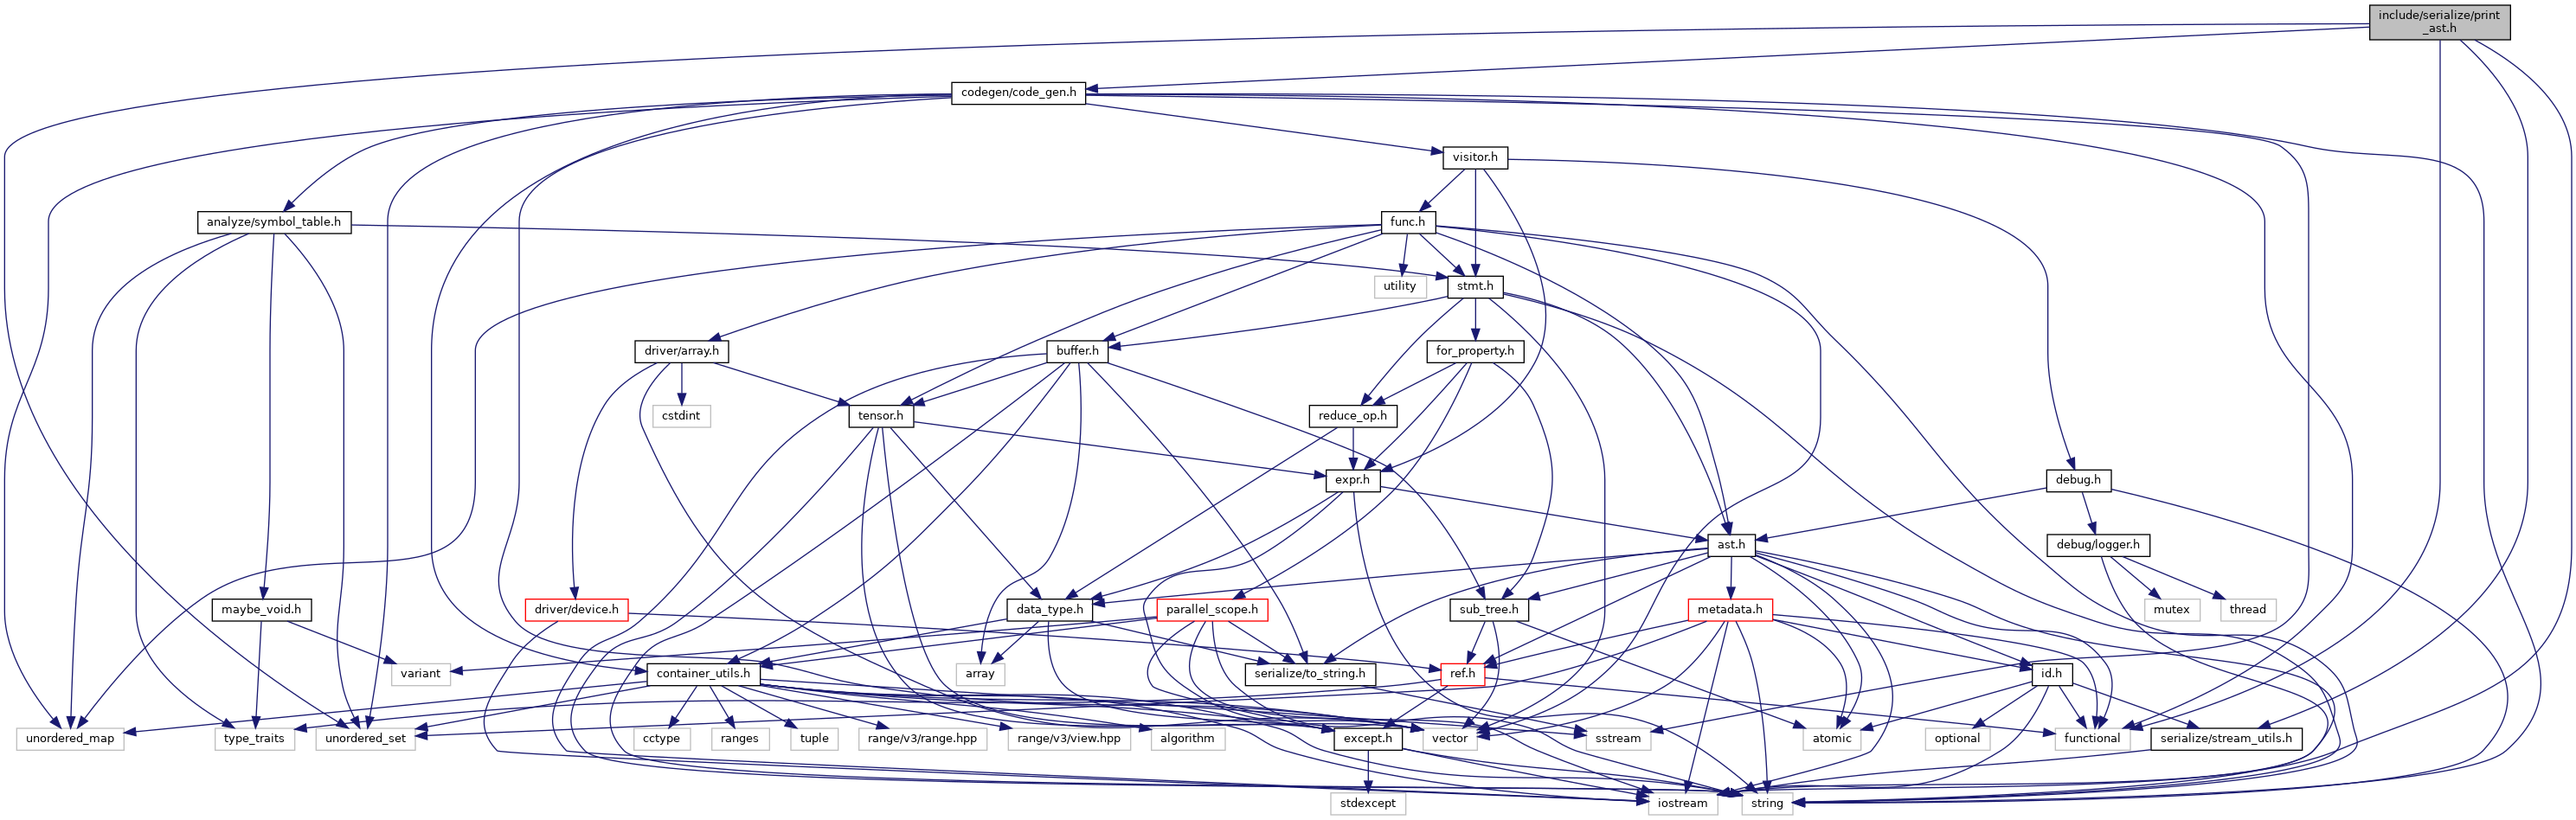 include/serialize/print
_ast.h
codegen/code_gen.h
visitor.h
analyze/symbol_table.h
func.h
utility
stmt.h
driver/array.h
buffer.h
for_property.h
cstdint
tensor.h
reduce_op.h
expr.h
debug.h
ast.h
debug/logger.h
maybe_void.h
driver/device.h
data_type.h
parallel_scope.h
sub_tree.h
metadata.h
mutex
thread
variant
container_utils.h
array
serialize/to_string.h
ref.h
id.h
unordered_map
type_traits
unordered_set
cctype
ranges
tuple
range/v3/range.hpp
range/v3/view.hpp
algorithm
except.h
vector
sstream
atomic
optional
functional
serialize/stream_utils.h
stdexcept
iostream
string